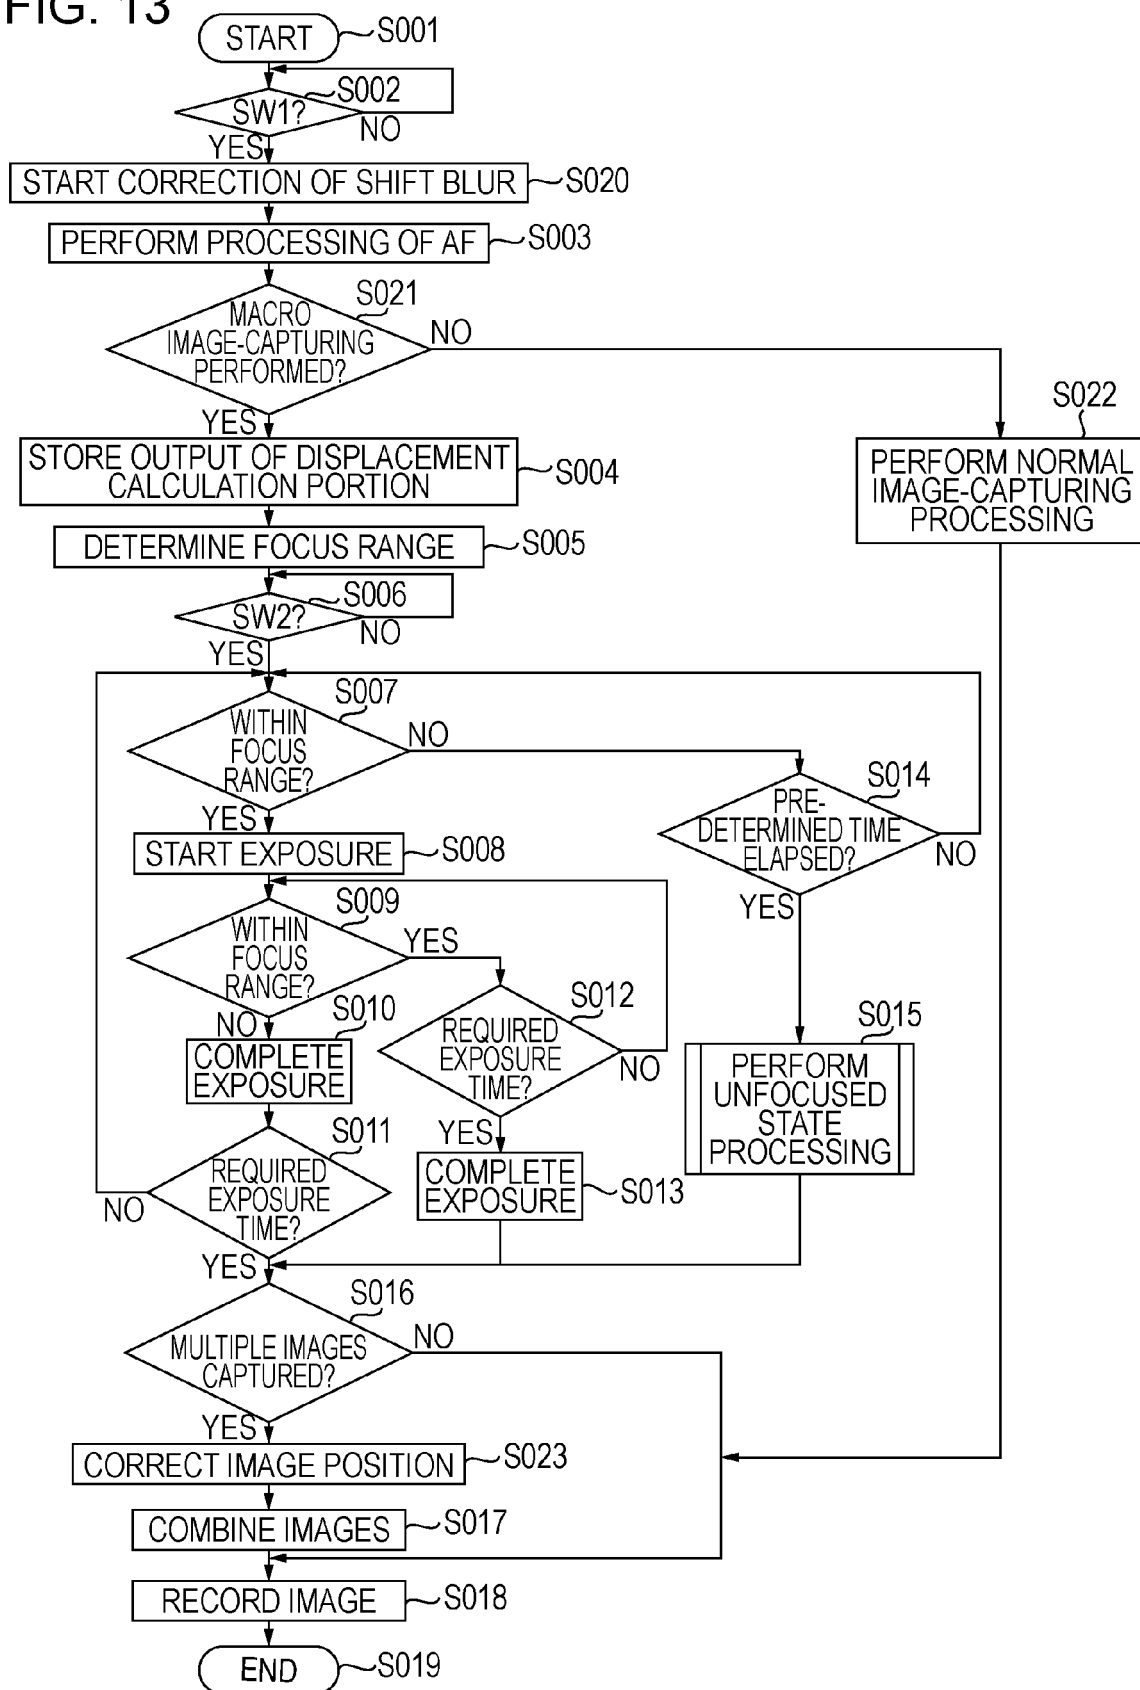 FIG. 13
START
S001
S002
SW1?
NO
YES
START CORRECTION OF SHIFT BLUR
S020
PERFORM PROCESSING OF AF
S003
S021
MACRO
IMAGE-CAPTURING
PERFORMED?
NO
YES
S022
PERFORM NORMAL
IMAGE-CAPTURING
PROCESSING
STORE OUTPUT OF DISPLACEMENT
CALCULATION PORTION
S004
DETERMINE FOCUS RANGE
S005
S006
SW2?
NO
YES
S007
WITHIN
FOCUS
RANGE?
NO
YES
S014
PRE-
DETERMINED TIME
ELAPSED?
NO
YES
START EXPOSURE
S008
S009
WITHIN
FOCUS
RANGE?
YES
NO
S010
COMPLETE
EXPOSURE
S012
REQUIRED
EXPOSURE
TIME?
NO
YES
S015
PERFORM
UNFOCUSED
STATE
PROCESSING
S011
REQUIRED
EXPOSURE
TIME?
NO
YES
COMPLETE
EXPOSURE
S013
S016
MULTIPLE IMAGES
CAPTURED?
NO
YES
CORRECT IMAGE POSITION
S023
COMBINE IMAGES
S017
RECORD IMAGE
S018
END
S019